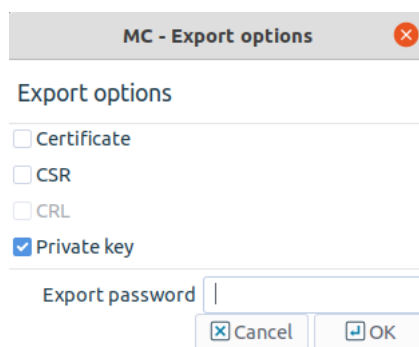 MC - Export options
Export options
Certificate
CSR
CRL
Private key
Export password
Cancel OK